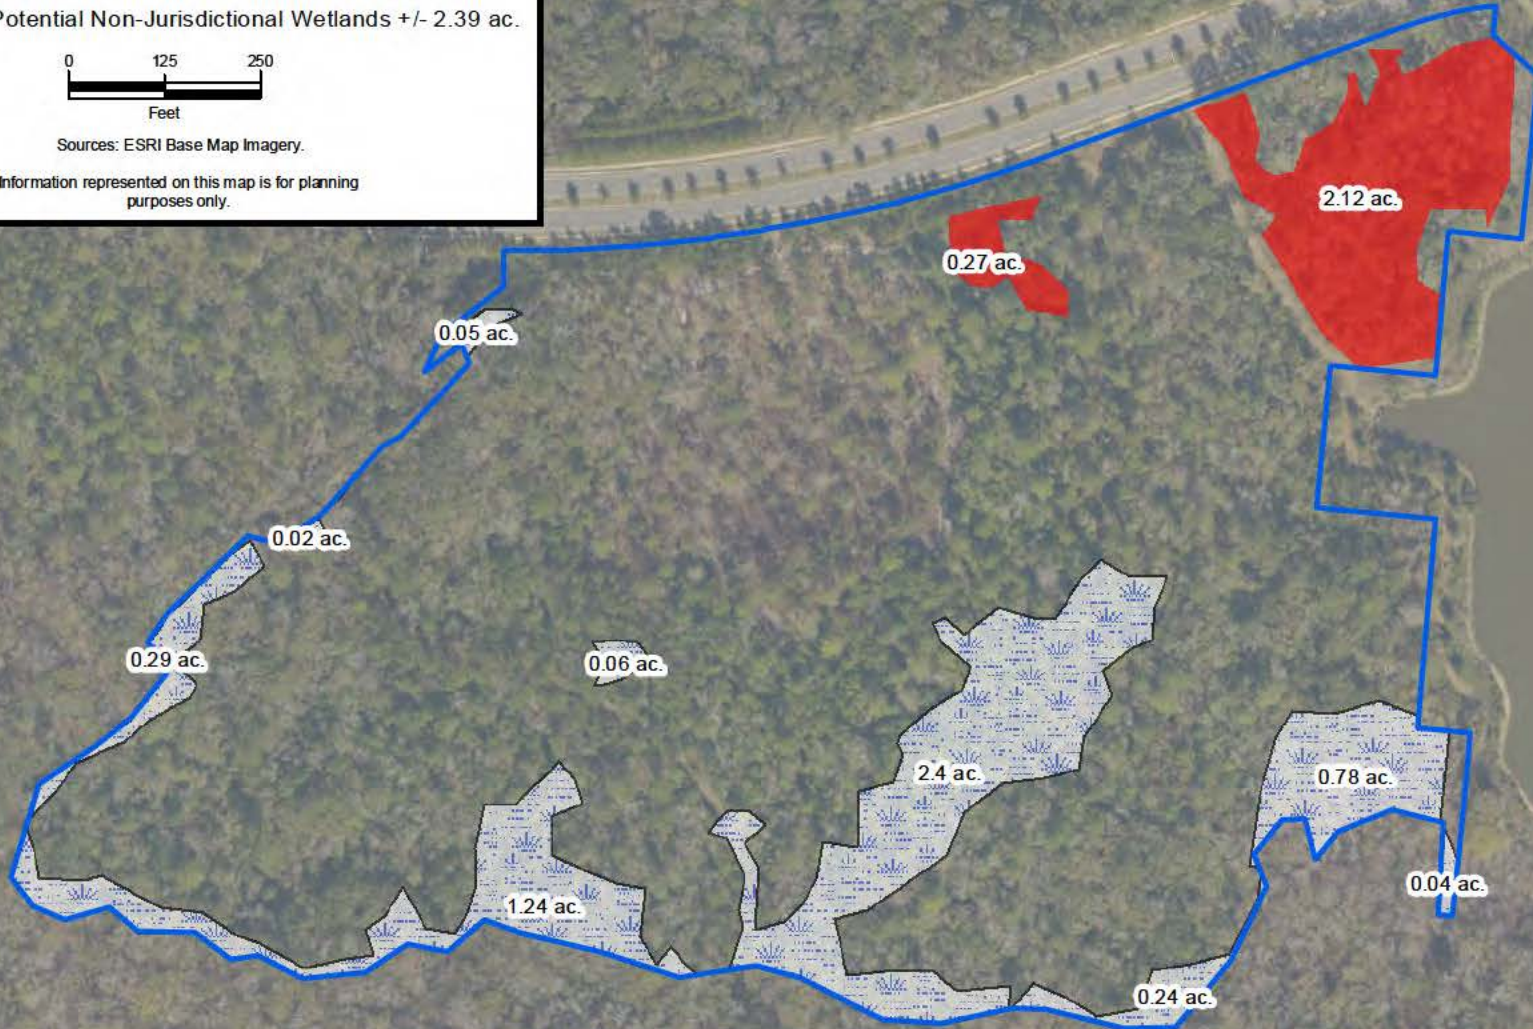 Potential Non-Jurisdictional Wetlands +/- 2.39 ac.
0 125 250
Feet
Sources: ESRI Base Map Imagery.
Information represented on this map is for planning
purposes only.
2.12 ac.
0.27 ac.
0.05 ac.
0.02 ac.
0.29 ac.
0.06 ac.
2.4 ac.
0.78 ac.
0.04 ac.
1.24 ac.
0.24 ac.